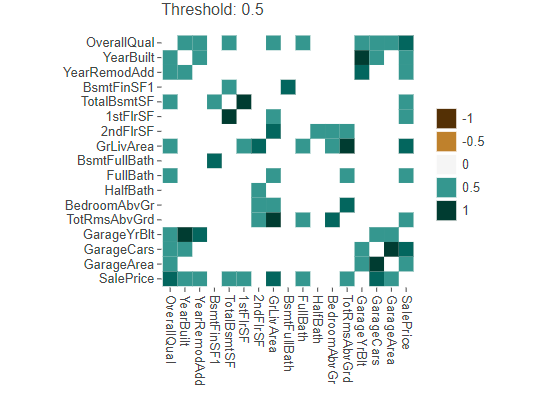 Threshold: 0.5
OverallQual
YearBuilt
YearRemodAdd
BsmtFinSF1
TotalBsmtSF
1stFlrSF
2ndFlrSF
GrLivArea
BsmtFullBath
FullBath
HalfBath
BedroomAbvGr
TotRmsAbvGrd
GarageYrBlt
GarageCars
GarageArea
SalePrice
OverallQual
YearBuilt
YearRemodAdd
BsmtFinSF1
TotalBsmtSF
1stFlrSF
2ndFlrSF
GrLivArea
BsmtFullBath
FullBath
HalfBath
BedroomAbvGr
TotRmsAbvGrd
GarageYrBlt
GarageCars
GarageArea
SalePrice
-1
-0.5
0
0.5
1